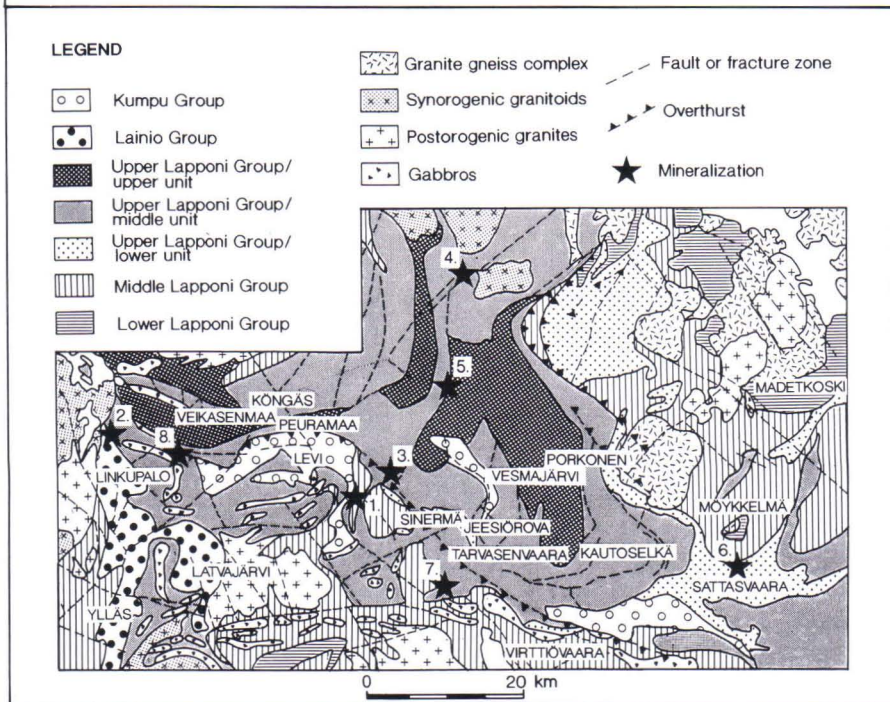 LEGEND
Kumpu Group
Lainio Group
Upper Lapponi Group/
upper unit
Upper Lapponi Group/
middle unit
Upper Lapponi Group/
lower unit
Middle Lapponi Group
Lower Lapponi Group
Granite gneiss complex
Synorogenic granitoids
Postorogenic granites
Gabbros
Fault or fracture zone
Overthurst
Mineralization
4.
5.
MADETKOSKI
KÖNGÄS
VEIKASENMAA
PEURAMAA
2.
8.
LEVI
3.
PORKONEN
LINKUPALO
VESMAJÄRVI
1.
MÖYKKELMÄ
SINERMÄ
JEESIÖROVA
TARVASENVAARA
KAUTOSELKÄ
6.
LATVAJÄRVI
7.
SATTASVAARA
YLLÄS
VIRTTIÖVAARA
0
20 km